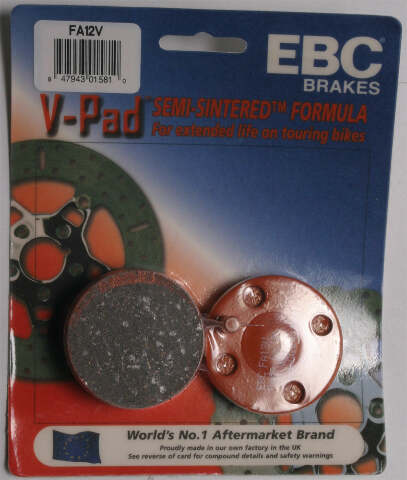 FA12V
8 47943 01581 0
EBC
BRAKES
V-Pad™ SEMI-SINTERED™ FORMULA
For extended life on touring bikes
World's No.1 Aftermarket Brand
Proudly made in our own factory in the UK
See reverse of card for compound details and safety warnings